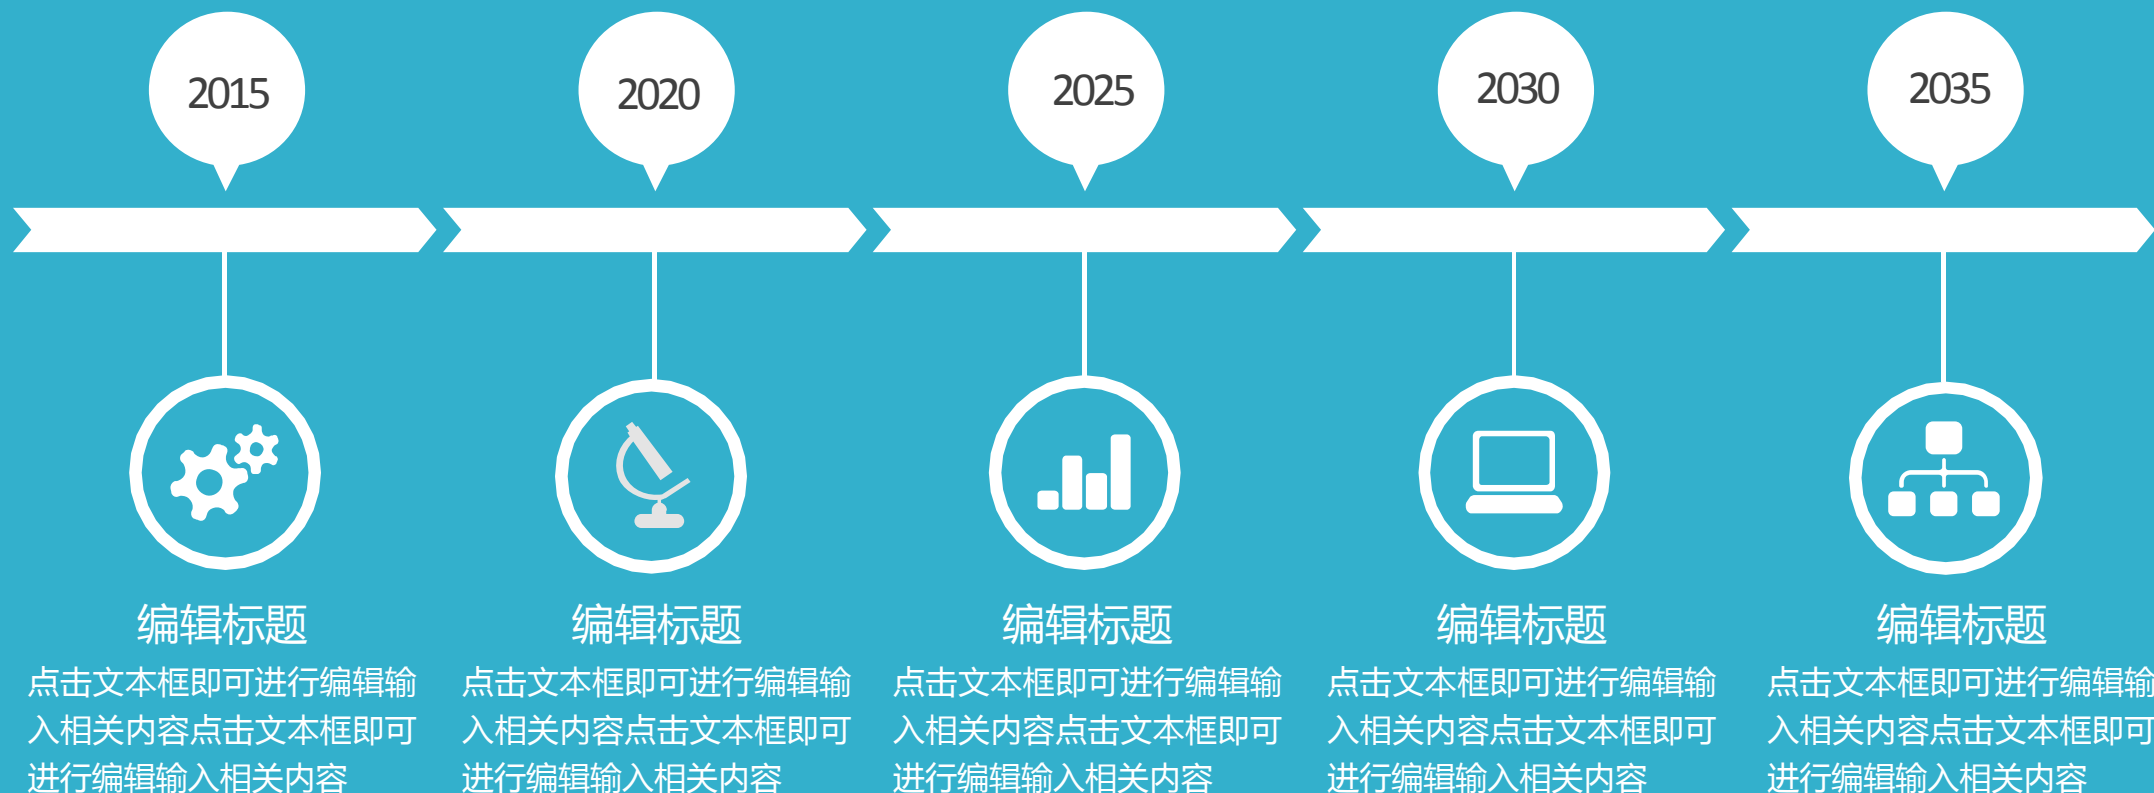 2015
2020
2025
2030
2035
编辑标题
点击文本框即可进行编辑输
入相关内容点击文本框即可
进行编辑输入相关内容
编辑标题
点击文本框即可进行编辑输
入相关内容点击文本框即可
进行编辑输入相关内容
编辑标题
点击文本框即可进行编辑输
入相关内容点击文本框即可
进行编辑输入相关内容
编辑标题
点击文本框即可进行编辑输
入相关内容点击文本框即可
进行编辑输入相关内容
编辑标题
点击文本框即可进行编辑输
入相关内容点击文本框即可
进行编辑输入相关内容